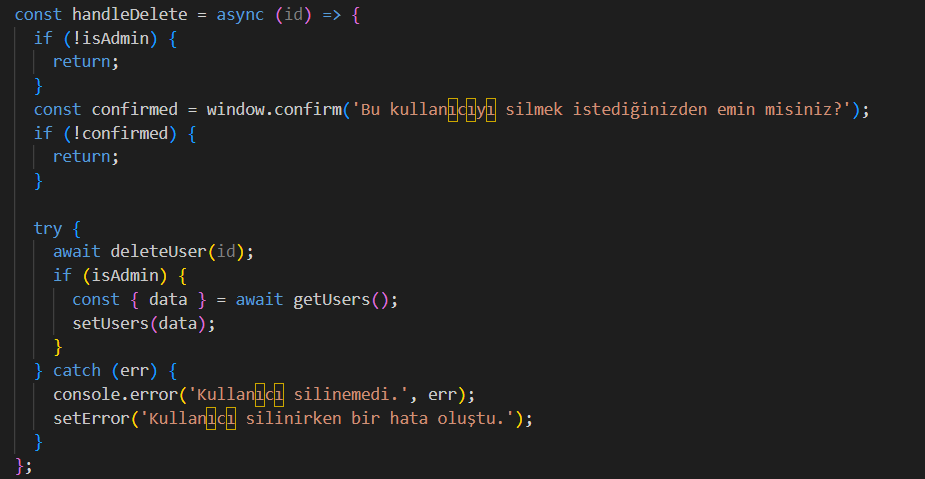 const handleDelete = async (id) => {
  if (!isAdmin) {
    return;
  }
  const confirmed = window.confirm('Bu kullanıcıyı silmek istediğinizden emin misiniz?');
  if (!confirmed) {
    return;
  }

  try {
    await deleteUser(id);
    if (isAdmin) {
      const { data } = await getUsers();
      setUsers(data);
    }
  } catch (err) {
    console.error('Kullanıcı silinemedi.', err);
    setError('Kullanıcı silinirken bir hata oluştu.');
  }
};